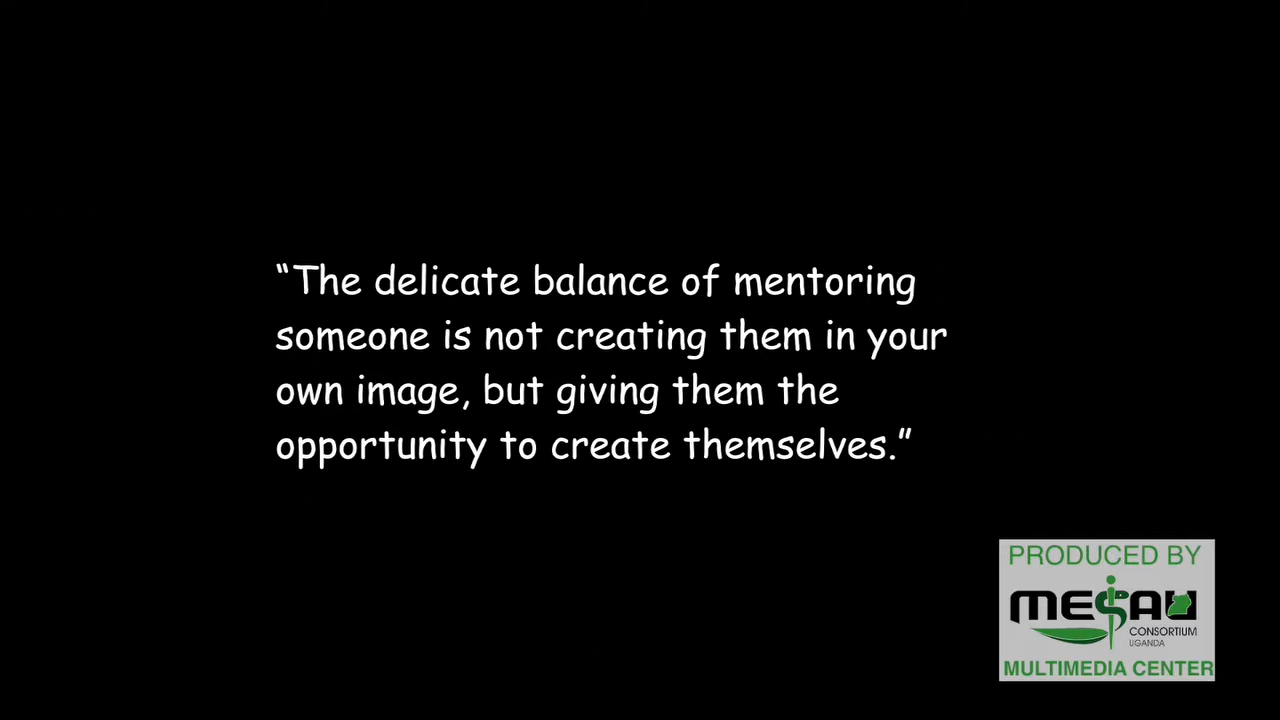 “The delicate balance of mentoring
someone is not creating them in your
own image, but giving them the
opportunity to create themselves.”
PRODUCED BY
MESAU
CONSORTIUM
UGANDA
MULTIMEDIA CENTER